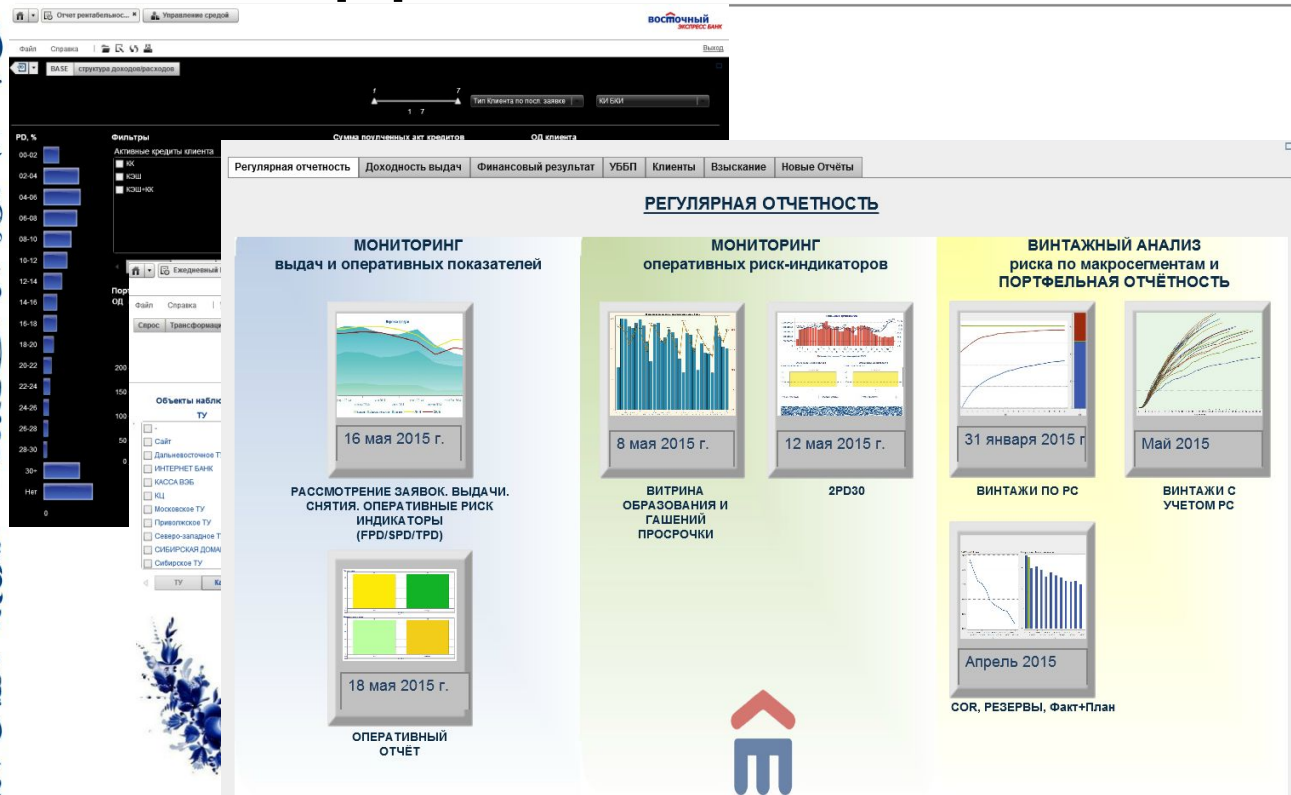 Отчет рентабельнос...
Управление средой
восточный
ЭКСПРЕСС БАНК
Файл Справка
Выход
BASE структура доходов/расходов
1 7
1 7
Тип Клиента по посл. заявке
КИ БКИ
PD, %
00-02
02-04
04-06
06-08
08-10
10-12
12-14
14-16
16-18
18-20
20-22
22-24
24-26
26-28
28-30
30+
Нет
0
Фильтры
Активные кредиты клиента
КК
КЭШ
КЭШ+КК
Сумма поулченных акт кредитов
ОД клиента
Порт
ОД
200
150
100
50
0
Ежедневный
Файл Справка
Спрос Трансформаци
Объекты наблю
ТУ
-
Сайт
Дальневосточное Т
ИНТЕРНЕТ БАНК
КАССА ВЭБ
КЦ
Московское ТУ
Приволжское ТУ
Северо-западное Т
СИБИРСКАЯ ДОМА
Сибирское ТУ
ТУ Ка
Регулярная отчетность Доходность выдач Финансовый результат УББП Клиенты Взыскание Новые Отчёты
РЕГУЛЯРНАЯ ОТЧЕТНОСТЬ
МОНИТОРИНГ
выдач и оперативных показателей
16 мая 2015 г.
РАССМОТРЕНИЕ ЗАЯВОК. ВЫДАЧИ.
СНЯТИЯ. ОПЕРАТИВНЫЕ РИСК
ИНДИКАТОРЫ
(FPD/SPD/TPD)
18 мая 2015 г.
ОПЕРАТИВНЫЙ
ОТЧЁТ
МОНИТОРИНГ
оперативных риск-индикаторов
8 мая 2015 г.
ВИТРИНА
ОБРАЗОВАНИЯ И
ГАШЕНИЙ
ПРОСРОЧКИ
12 мая 2015 г.
2PD30
ВИНТАЖНЫЙ АНАЛИЗ
риска по макросегментам и
ПОРТФЕЛЬНАЯ ОТЧЁТНОСТЬ
31 января 2015 г
ВИНТАЖИ ПО РС
Май 2015
ВИНТАЖИ С
УЧЕТОМ РС
Апрель 2015
COR, РЕЗЕРВЫ, Факт+План